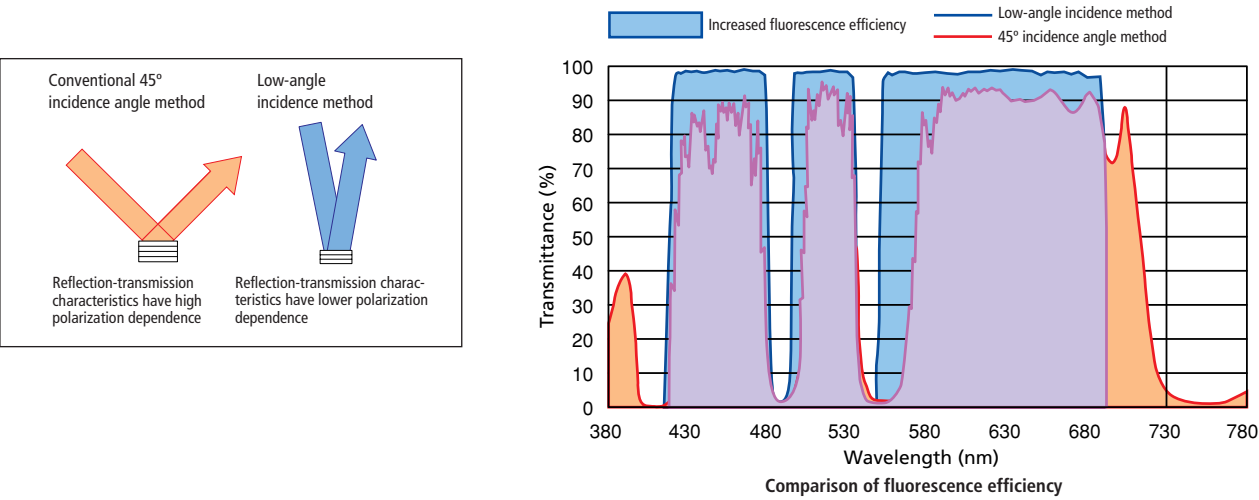 Conventional 45º
incidence angle method
Low-angle
incidence method
Reflection-transmission
characteristics have high
polarization dependence
Reflection-transmission charac-
teristics have lower polarization
dependence
Increased fluorescence efficiency
Low-angle incidence method
45º incidence angle method
Transmittance (%)
100
90
80
70
60
50
40
30
20
10
0
380 430 480 530 580 630 680 730 780
Wavelength (nm)
Comparison of fluorescence efficiency